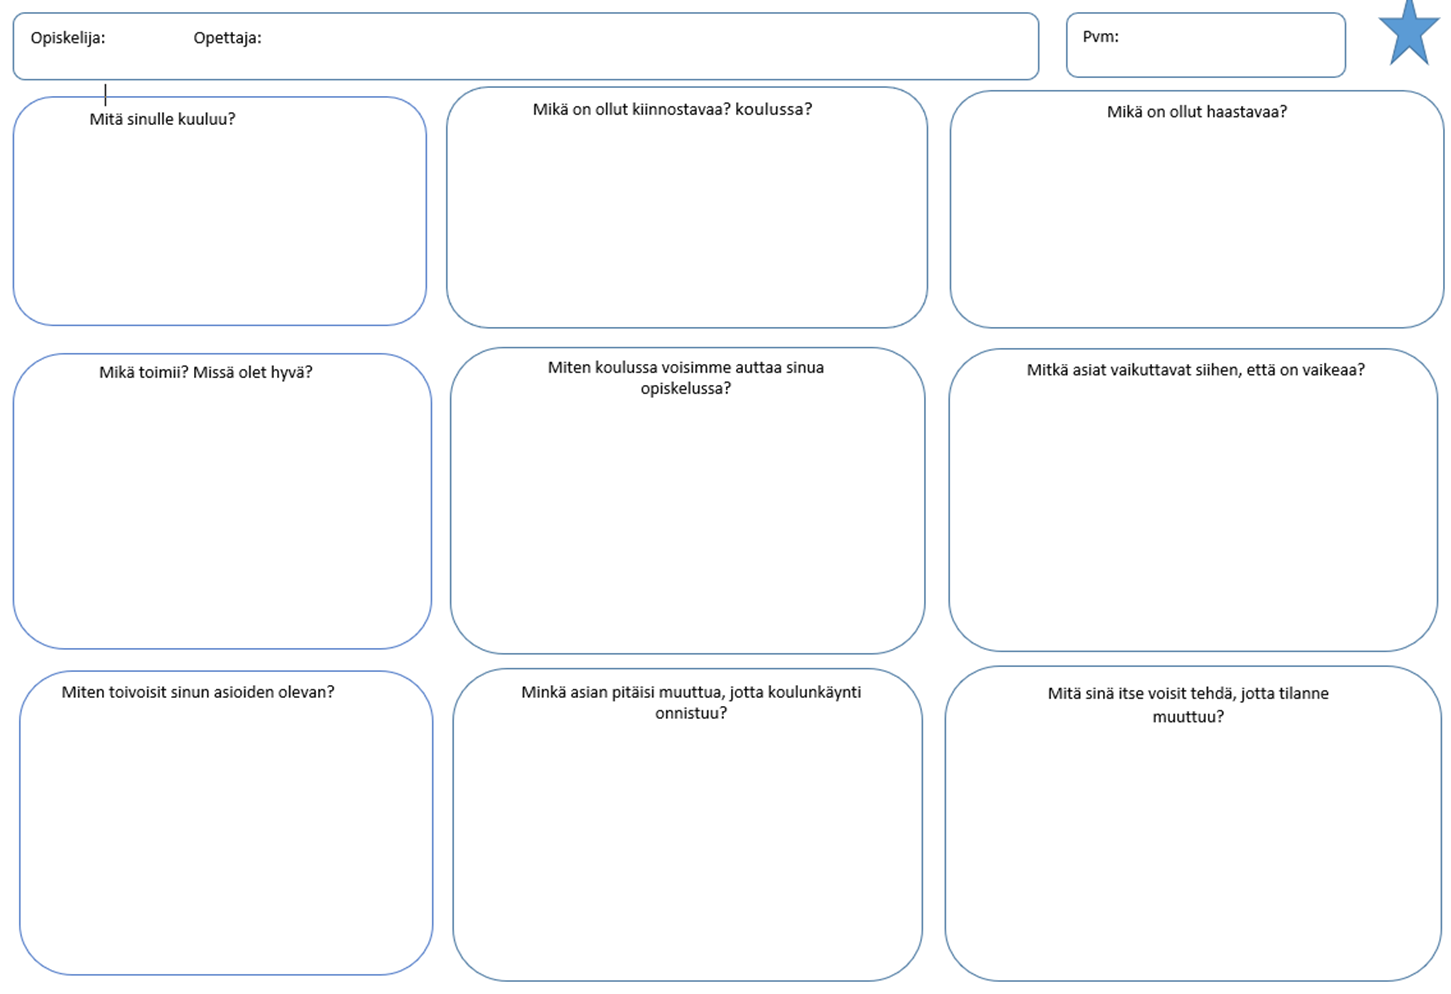 Opiskelija: Opettaja:
Pvm:
Mitä sinulle kuuluu?
Mikä on ollut kiinnostavaa? koulussa?
Mikä on ollut haastavaa?
Mikä toimii? Missä olet hyvä?
Miten koulussa voisimme auttaa sinua
opiskelussa?
Mitkä asiat vaikuttavat siihen, että on vaikeaa?
Miten toivoisit sinun asioiden olevan?
Minkä asian pitäisi muuttua, jotta koulunkäynti
onnistuu?
Mitä sinä itse voisit tehdä, jotta tilanne
muuttuu?